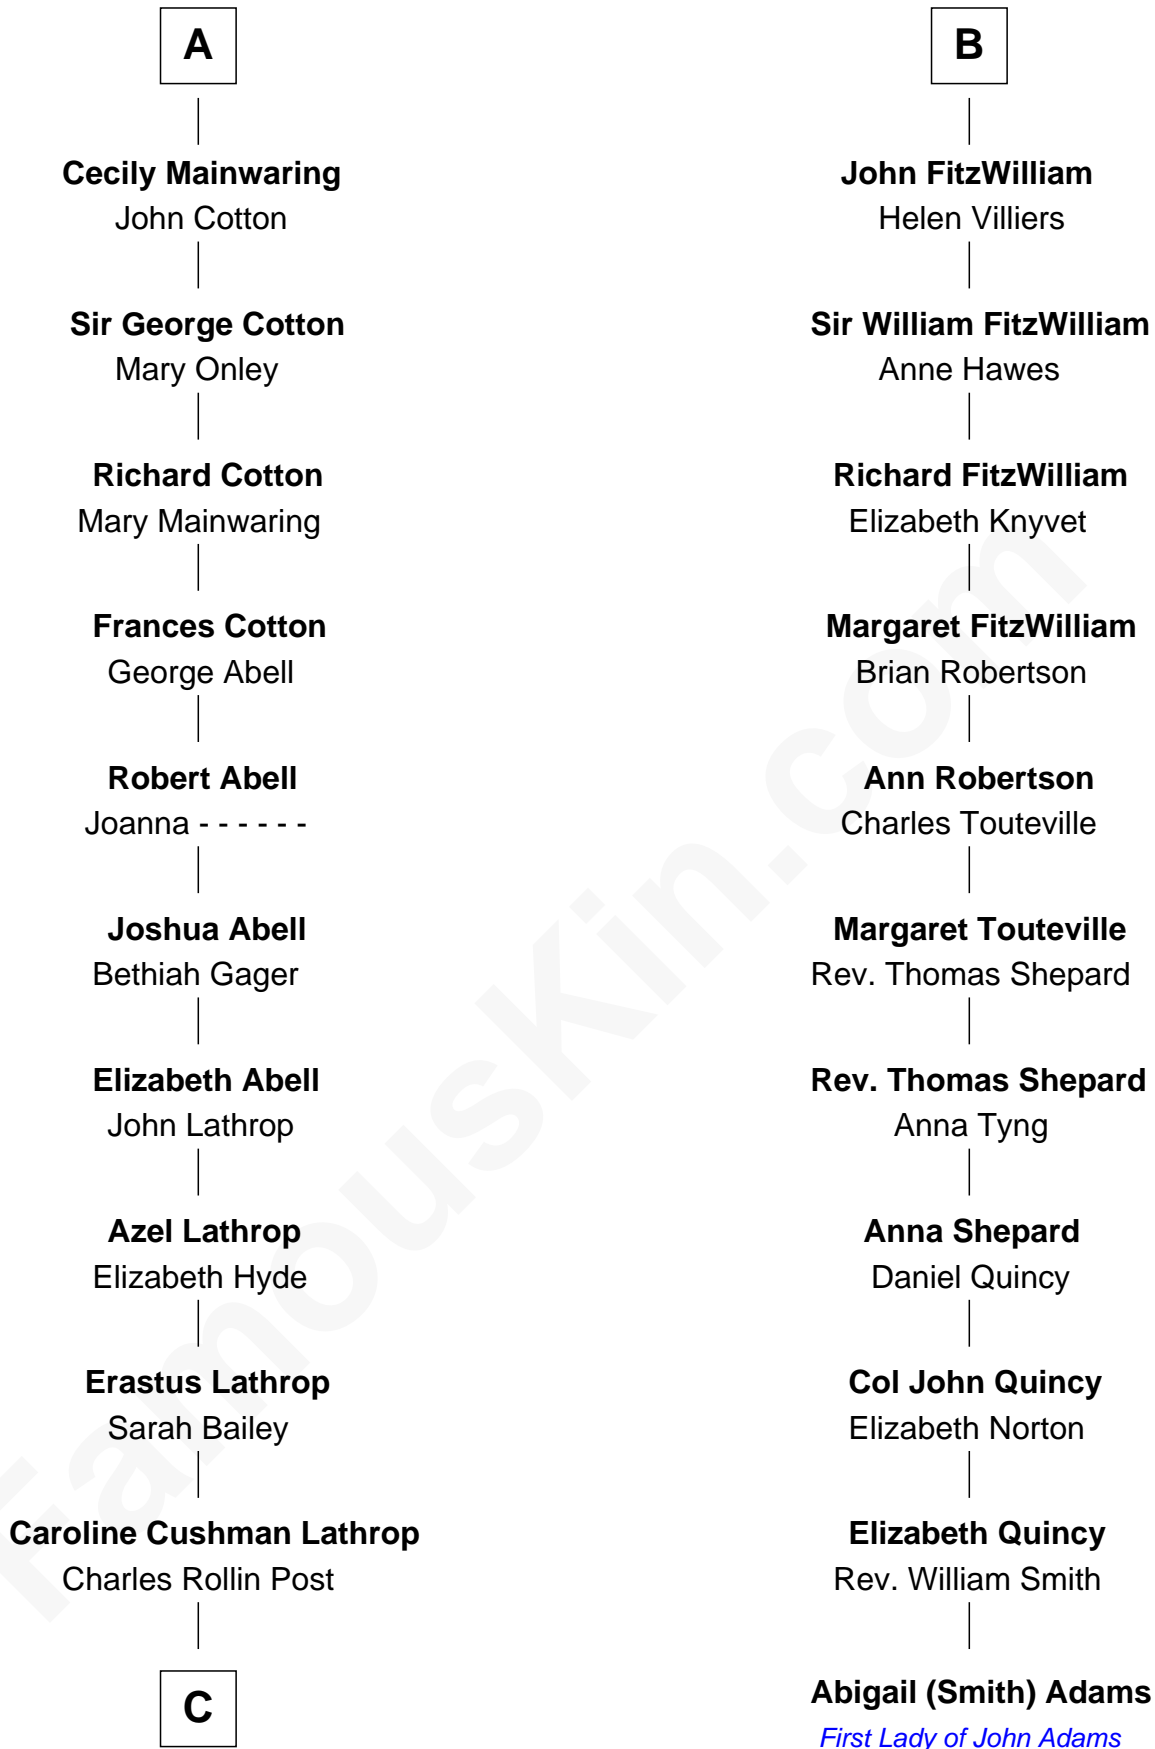 A
Cecily Mainwaring
John Cotton
Sir George Cotton
Mary Onley
Richard Cotton
Mary Mainwaring
Frances Cotton
George Abell
Robert Abell
Joanna - - - - - -
Joshua Abell
Bethiah Gager
Elizabeth Abell
John Lathrop
Azel Lathrop
Elizabeth Hyde
Erastus Lathrop
Sarah Bailey
Caroline Cushman Lathrop
Charles Rollin Post
C
B
John FitzWilliam
Helen Villiers
Sir William FitzWilliam
Anne Hawes
Richard FitzWilliam
Elizabeth Knyvet
Margaret FitzWilliam
Brian Robertson
Ann Robertson
Charles Touteville
Margaret Touteville
Rev. Thomas Shepard
Rev. Thomas Shepard
Anna Tyng
Anna Shepard
Daniel Quincy
Col John Quincy
Elizabeth Norton
Elizabeth Quincy
Rev. William Smith
Abigail (Smith) Adams
First Lady of John Adams
FamousKin.com